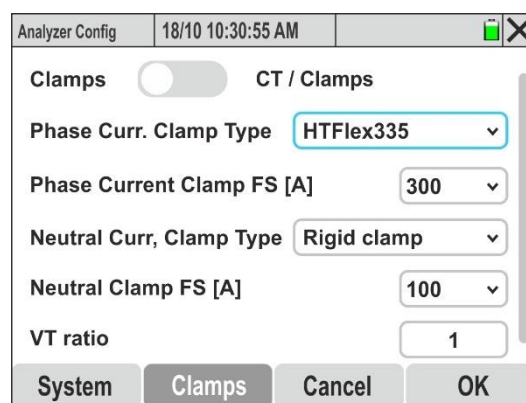 Analyzer Config 18/10 10:30:55 AM
Clamps CT / Clamps
Phase Curr. Clamp Type HTFlex335
Phase Current Clamp FS [A] 300
Neutral Curr, Clamp Type Rigid clamp
Neutral Clamp FS [A] 100
VT ratio 1
System Clamps Cancel OK